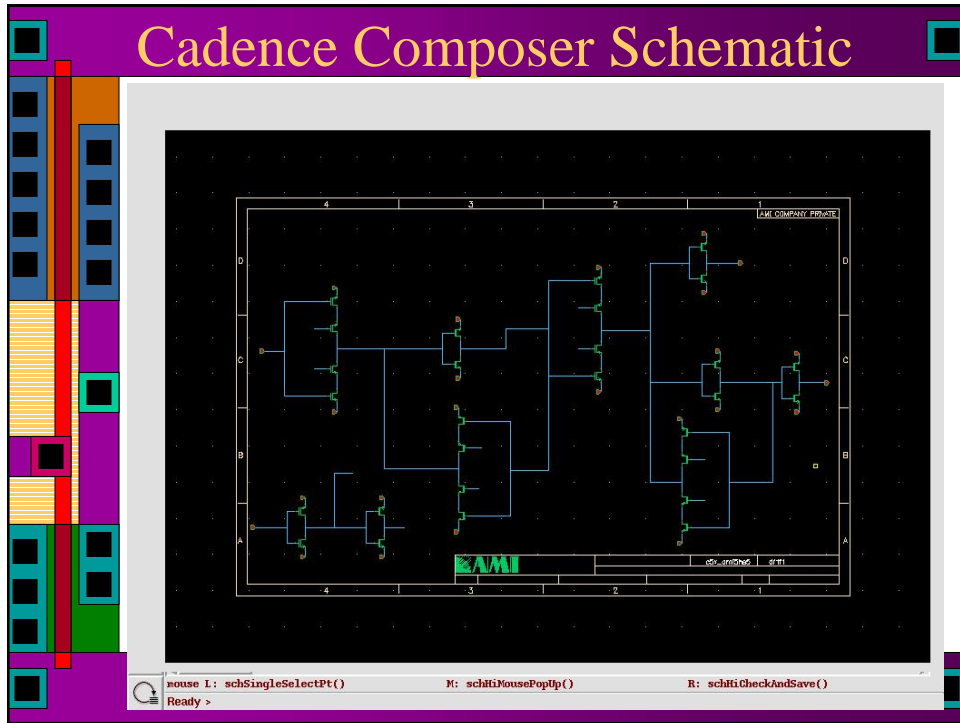 Cadence Composer Schematic
4 3 2 1
AMI COMPANY PRIVATE
D D
C C
B B
A A
AMI
4 3 2 1
mouse L: schSingleSelectPt() M: schHiMousePopUp() R: schHiCheckAndSave()
Ready >